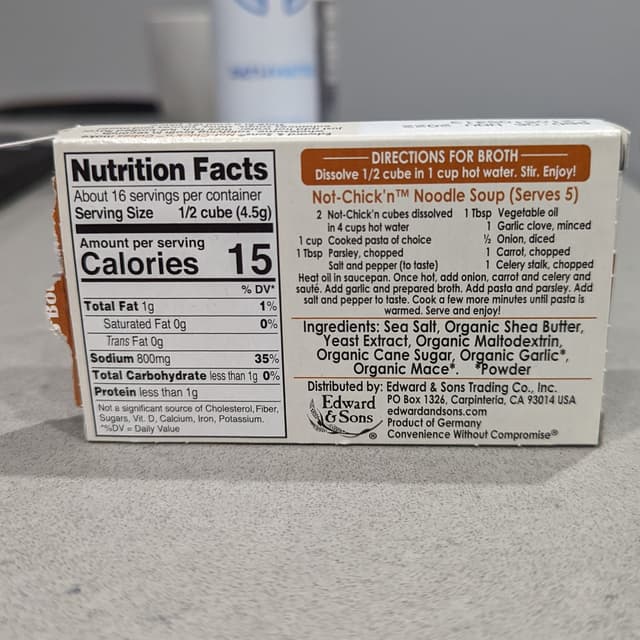 Nutrition Facts
About 16 servings per container
Serving Size 1/2 cube (4.5g)
Amount per serving
Calories 15
% DV*
Total Fat 1g 1%
Saturated Fat 0g 0%
Trans Fat 0g
Sodium 800mg 35%
Total Carbohydrate less than 1g 0%
Protein less than 1g
Not a significant source of Cholesterol, Fiber,
Sugars, Vit. D, Calcium, Iron, Potassium.
*%DV = Daily Value
DIRECTIONS FOR BROTH
Dissolve 1/2 cube in 1 cup hot water. Stir. Enjoy!
Not-Chick'n™ Noodle Soup (Serves 5)
2 Not-Chick'n cubes dissolved
in 4 cups hot water
1 cup Cooked pasta of choice
1 Tbsp Parsley, chopped
Salt and pepper (to taste)
1 Tbsp Vegetable oil
1 Garlic clove, minced
½ Onion, diced
1 Carrot, chopped
1 Celery stalk, chopped
Heat oil in saucepan. Once hot, add onion, carrot and celery and
sauté. Add garlic and prepared broth. Add pasta and parsley. Add
salt and pepper to taste. Cook a few more minutes until pasta is
warmed. Serve and enjoy!
Ingredients: Sea Salt, Organic Shea Butter,
Yeast Extract, Organic Maltodextrin,
Organic Cane Sugar, Organic Garlic*,
Organic Mace*. *Powder
Distributed by: Edward & Sons Trading Co., Inc.
PO Box 1326, Carpinteria, CA 93014 USA
edwardandsons.com
Product of Germany
Convenience Without Compromise®
Edward
& Sons
®